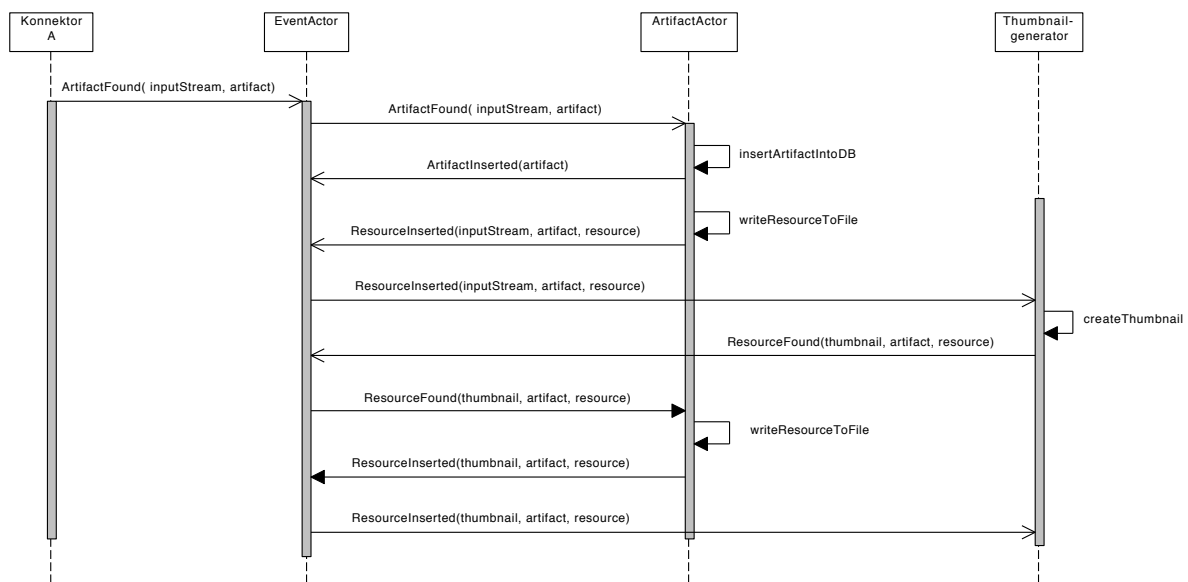 Konnektor
A
EventActor
ArtifactActor
Thumbnail-
generator
ArtifactFound( inputStream, artifact)
ArtifactFound( inputStream, artifact)
insertArtifactIntoDB
ArtifactInserted(artifact)
writeResourceToFile
ResourceInserted(inputStream, artifact, resource)
ResourceInserted(inputStream, artifact, resource)
createThumbnail
ResourceFound(thumbnail, artifact, resource)
ResourceFound(thumbnail, artifact, resource)
writeResourceToFile
ResourceInserted(thumbnail, artifact, resource)
ResourceInserted(thumbnail, artifact, resource)